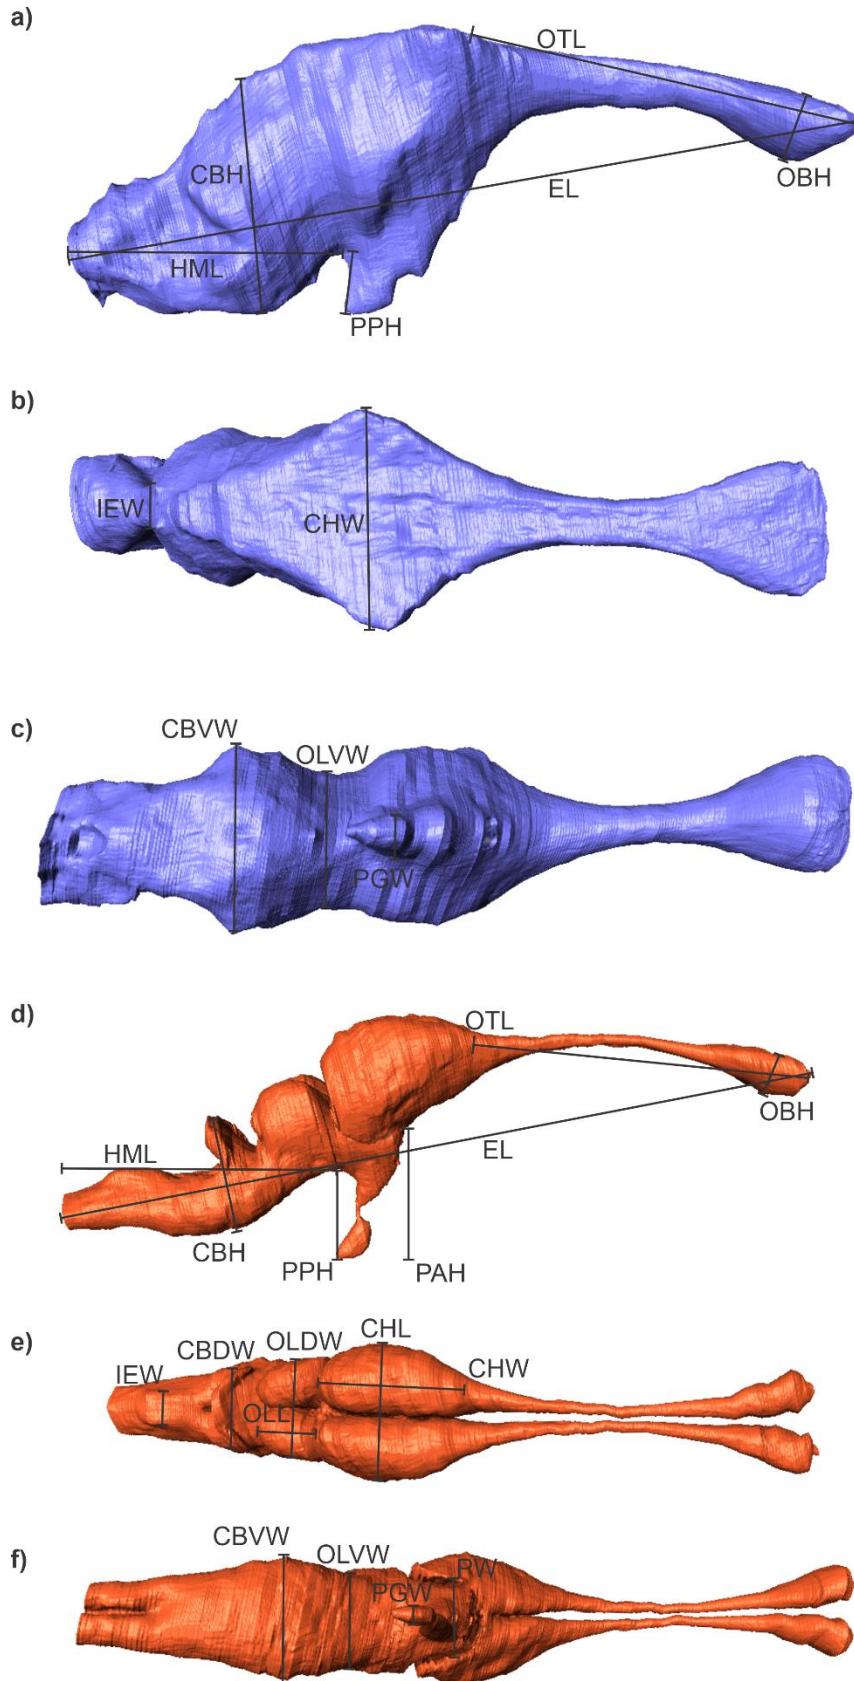 a)
OTL
CBH
EL
OBH
HML
PPH
b)
IEW
CHW
c)
CBVW
OLVW
PGW
d)
OTL
OBH
HML
EL
CBH
PPH
PAH
e)
CHL
OLDW
CBDW
CHW
IEW
OLL
f)
CBVW
OLVW
RW
PGW